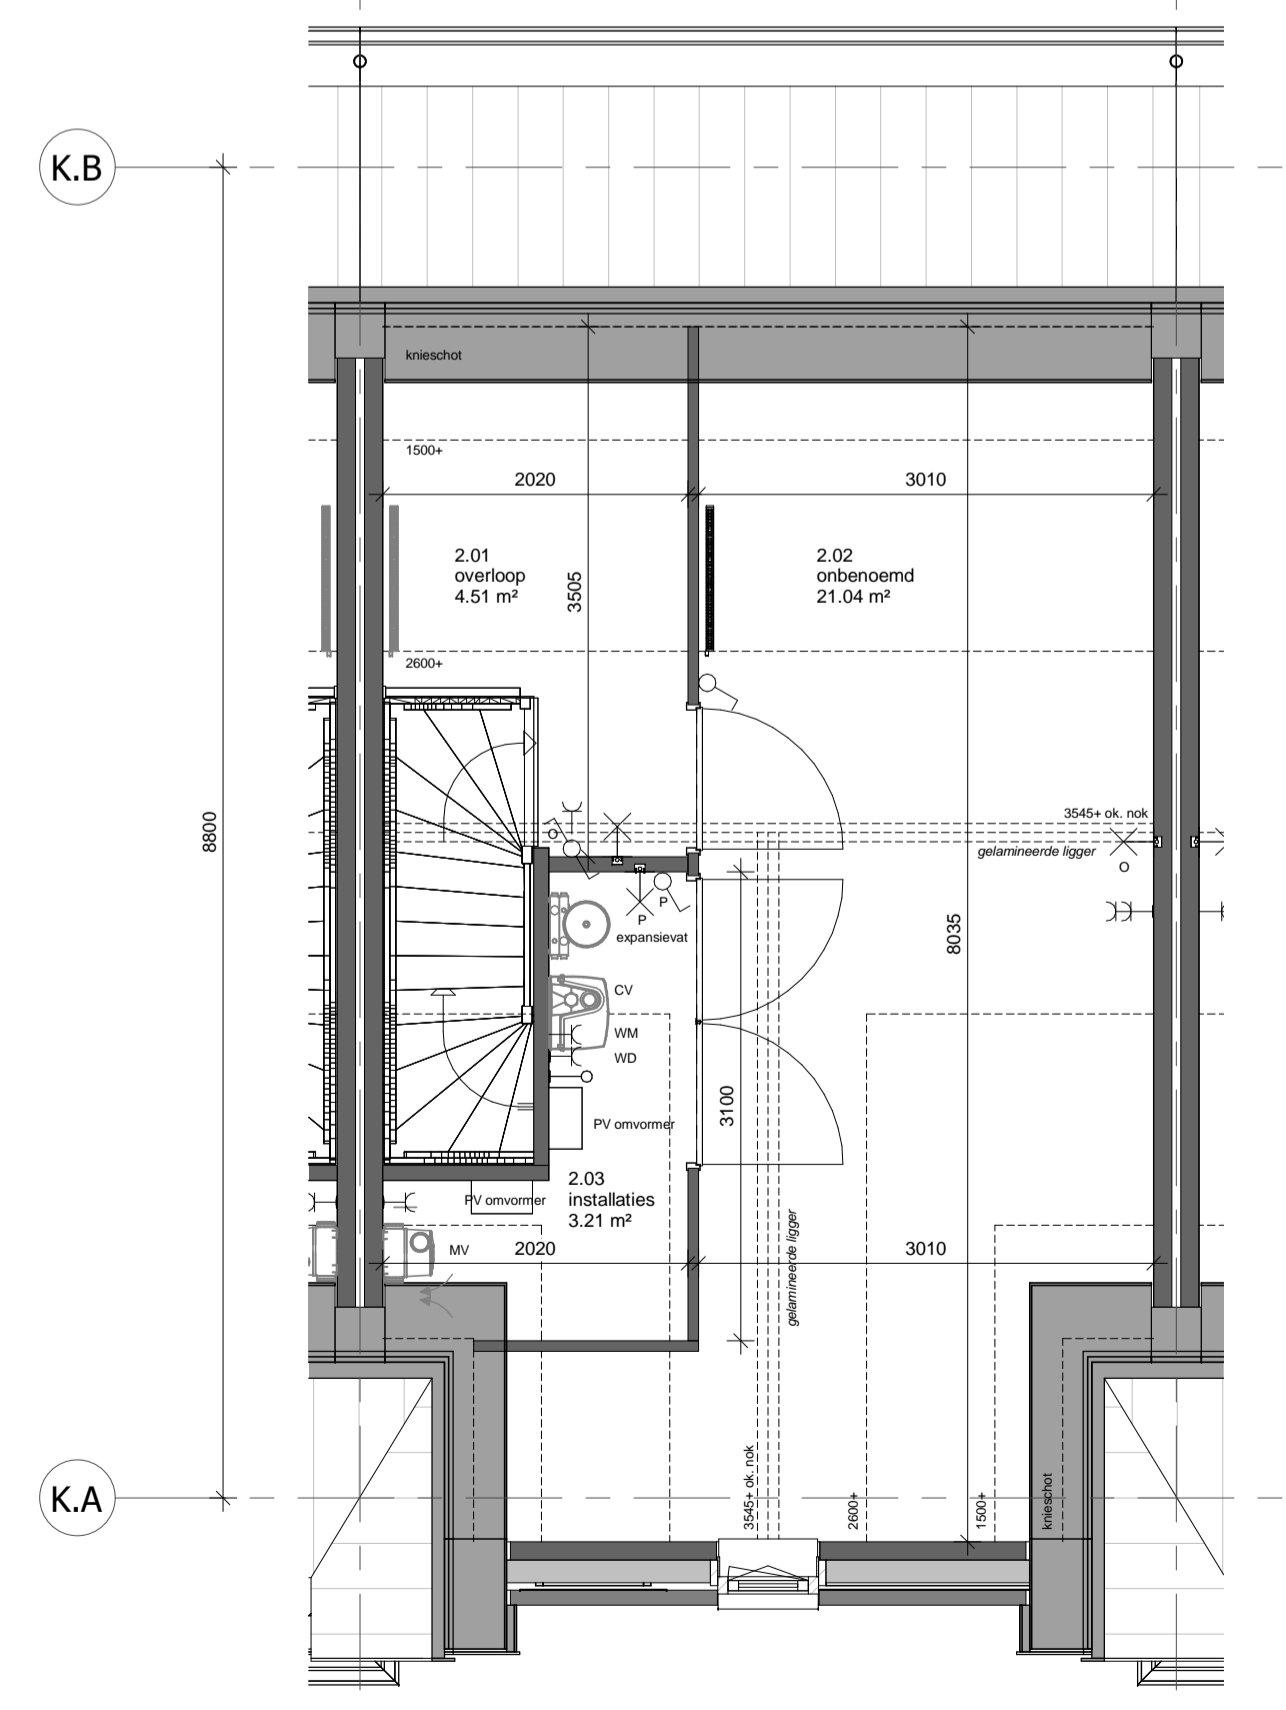 K.B
knieschot
1500+
2020
3010
2.01
overloop
4.51 m²
3505
2.02
onbenoemd
21.04 m²
2600+
8800
3545+ ok. nok
gelamineerde ligger
O
O
P
P
expansievat
8035
CV
WM
WD
3100
PV omvormer
2.03
installaties
3.21 m²
PV omvormer
MV
2020
3010
gelamineerde ligger
3545+ ok. nok
2600+
1500+
knieschot
K.A